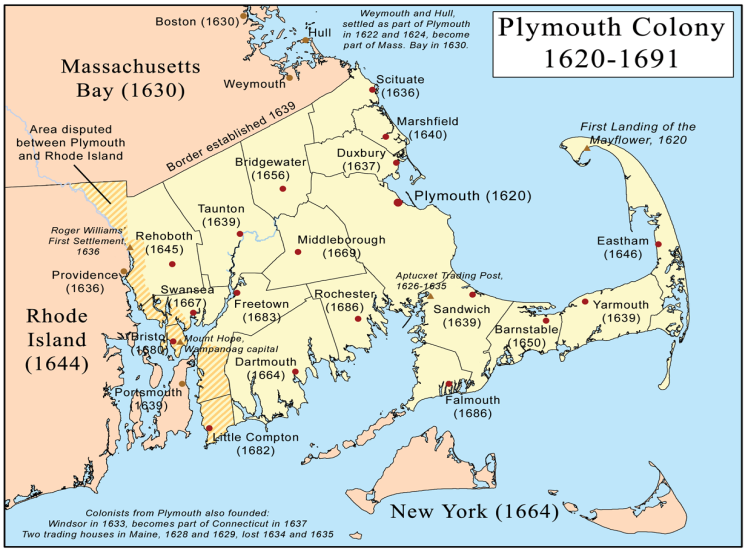 Plymouth Colony
1620-1691
Boston (1630)
Weymouth and Hull,
settled as part of Plymouth
in 1622 and 1624, become
part of Mass. Bay in 1630.
Hull
Massachusetts
Bay (1630)
Weymouth
Scituate
(1636)
Border established 1639
Marshfield
(1640)
Area disputed
between Plymouth
and Rhode Island
First Landing of the
Mayflower, 1620
Duxbury
(1637)
Bridgewater
(1656)
Plymouth (1620)
Taunton
(1639)
Roger Williams'
First Settlement,
1636
Rehoboth
(1645)
Middleborough
(1669)
Eastham
(1646)
Providence
(1636)
Aptucxet Trading Post,
1626-1635
Swansea
(1667)
Freetown
(1683)
Rochester
(1686)
Sandwich
(1639)
Yarmouth
(1639)
Rhode
Island
(1644)
Barnstable
(1650)
Bristol
(1680)
Mount Hope,
Wampanoag capital
Dartmouth
(1664)
Portsmouth
(1639)
Falmouth
(1686)
Little Compton
(1682)
New York (1664)
Colonists from Plymouth also founded:
Windsor in 1633, becomes part of Connecticut in 1637
Two trading houses in Maine, 1628 and 1629, lost 1634 and 1635